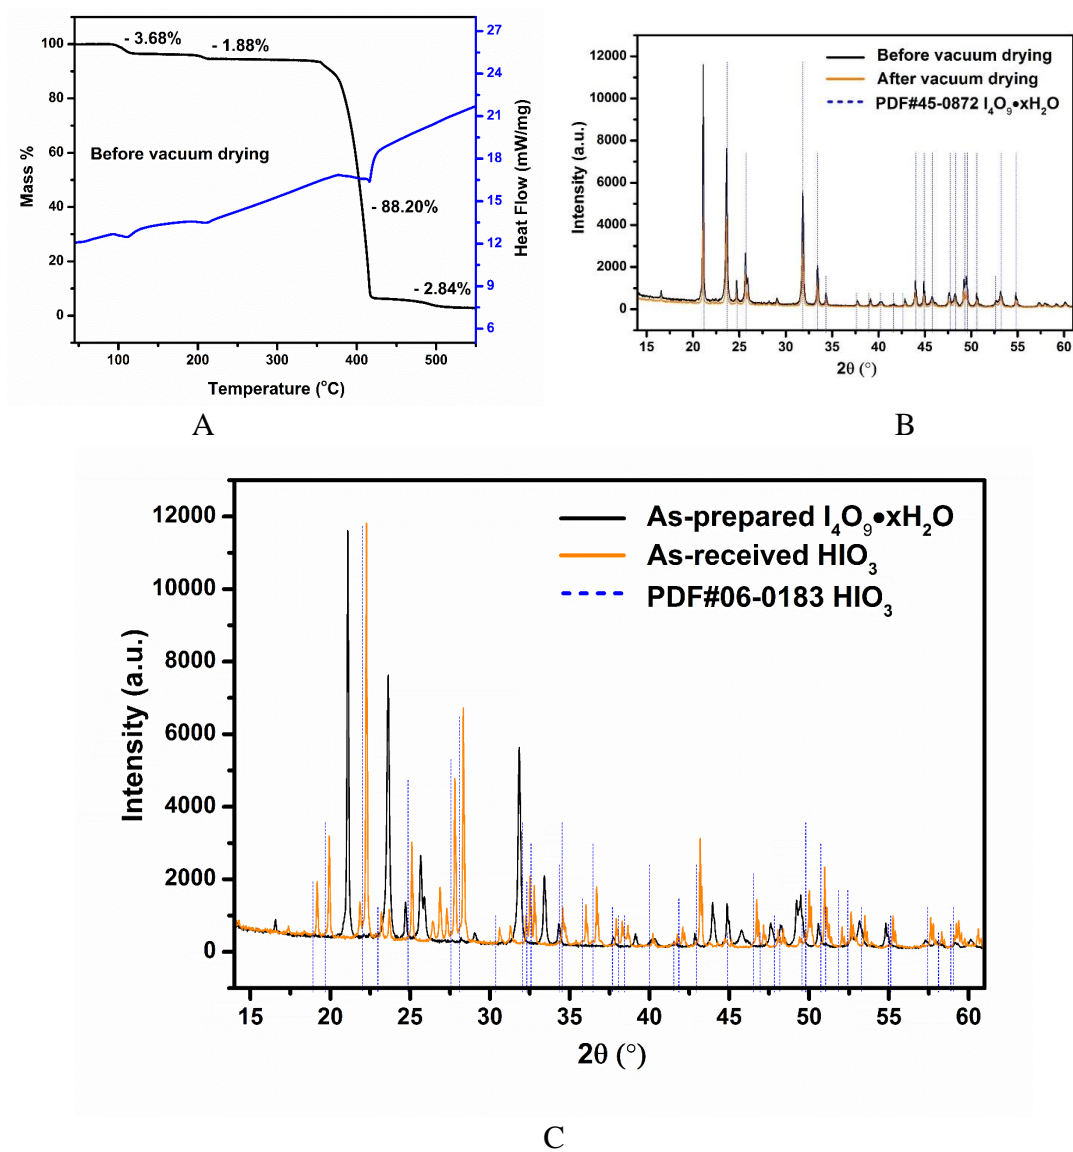 - 3.68%
- 1.88%
Before vacuum drying
- 88.20%
- 2.84%
100
80
60
40
20
0
Mass %
27
24
21
18
15
12
9
6
Heat Flow (mW/mg)
100 200 300 400 500
Temperature (°C)
A
Before vacuum drying
After vacuum drying
PDF#45-0872 I₄O₉•xH₂O
12000
10000
8000
6000
4000
2000
0
Intensity (a.u.)
15 20 25 30 35 40 45 50 55 60
2θ (°)
B
As-prepared I₄O₉•xH₂O
As-received HIO₃
PDF#06-0183 HIO₃
12000
10000
8000
6000
4000
2000
0
Intensity (a.u.)
15 20 25 30 35 40 45 50 55 60
2θ (°)
C